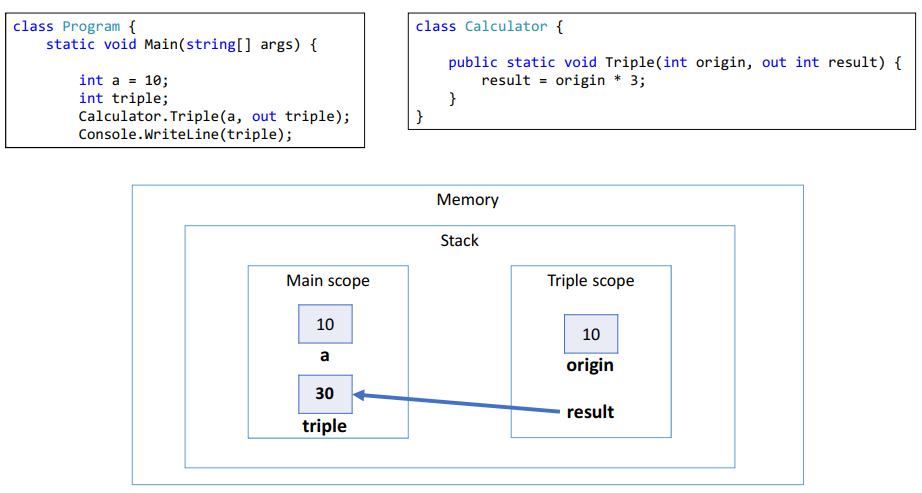 class Program {
static void Main(string[] args) {
int a = 10;
int triple;
Calculator.Triple(a, out triple);
Console.WriteLine(triple);
class Calculator {
public static void Triple(int origin, out int result) {
result = origin * 3;
}
}
Memory
Stack
Main scope
10
a
30
triple
Triple scope
10
origin
result